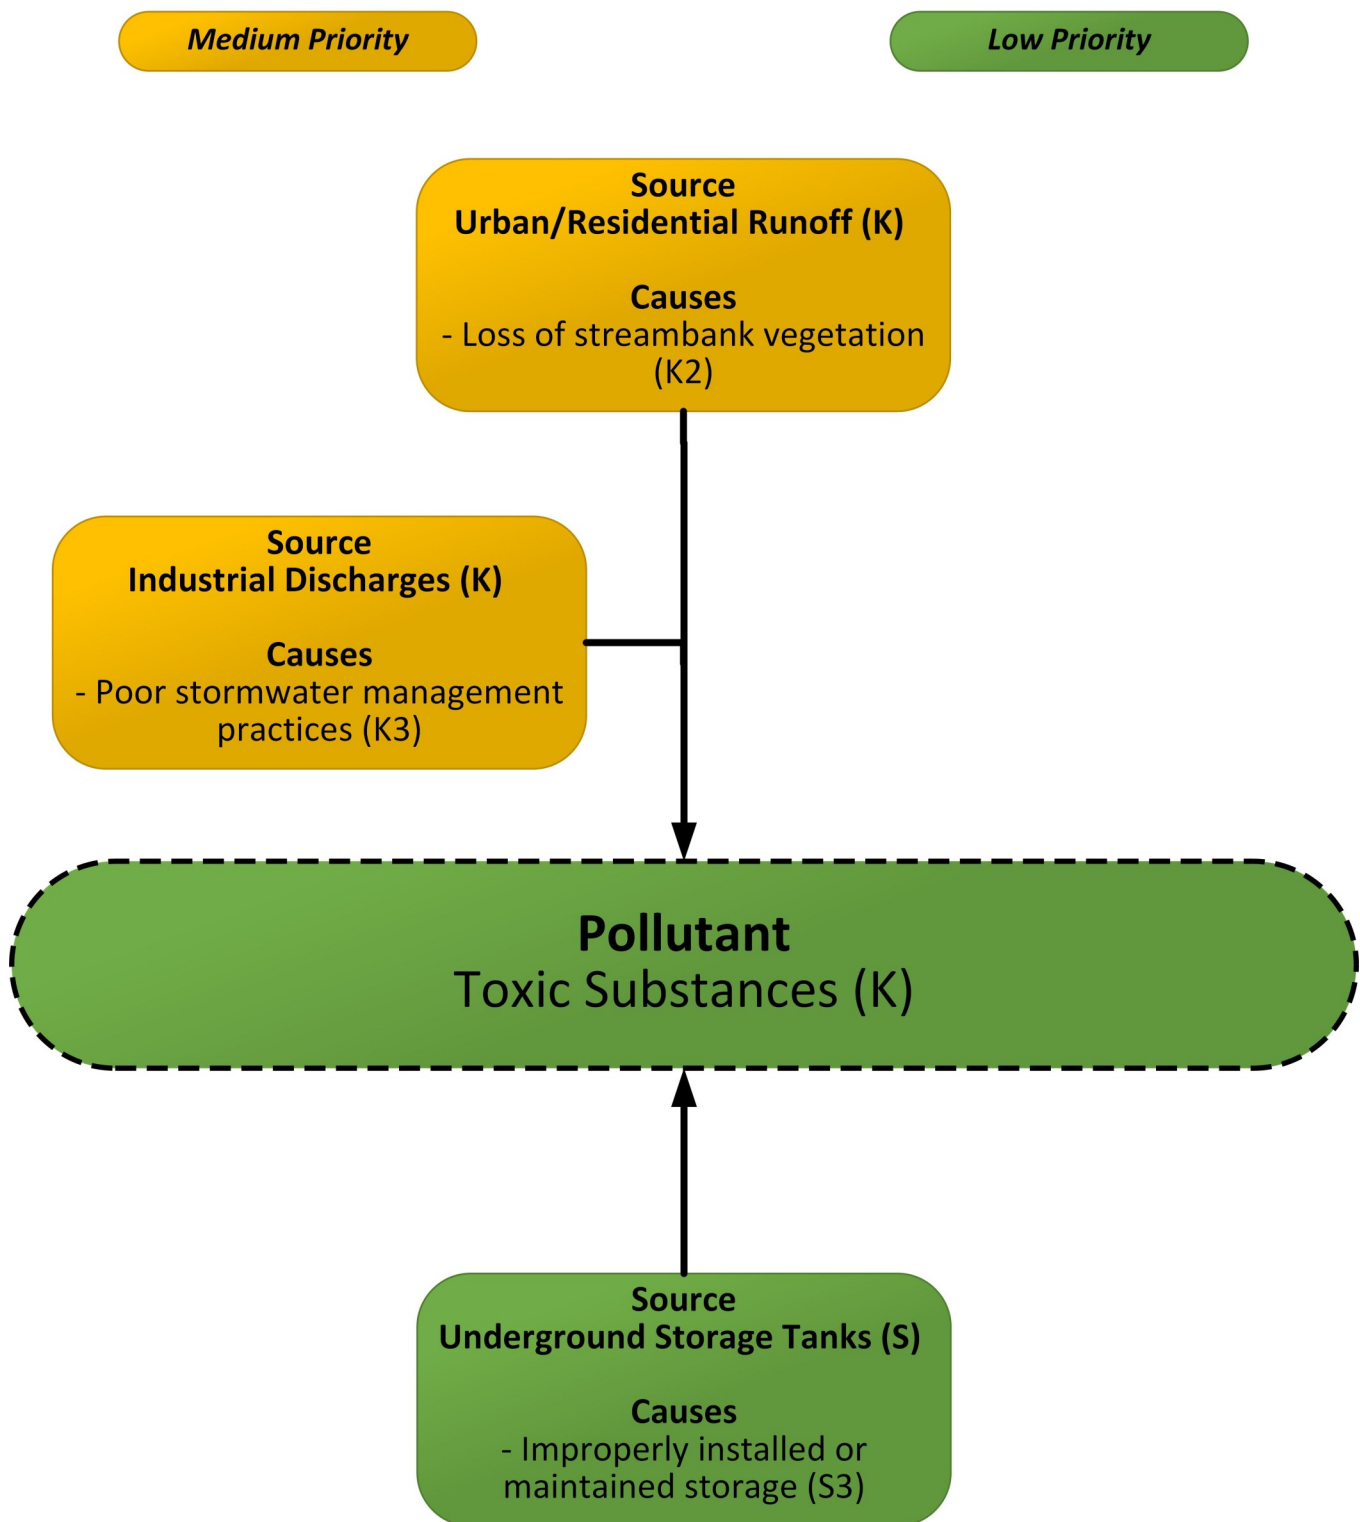 Medium Priority
Low Priority
Source
Urban/Residential Runoff (K)
Causes
- Loss of streambank vegetation
(K2)
Source
Industrial Discharges (K)
Causes
- Poor stormwater management
practices (K3)
Pollutant
Toxic Substances (K)
Source
Underground Storage Tanks (S)
Causes
- Improperly installed or
maintained storage (S3)